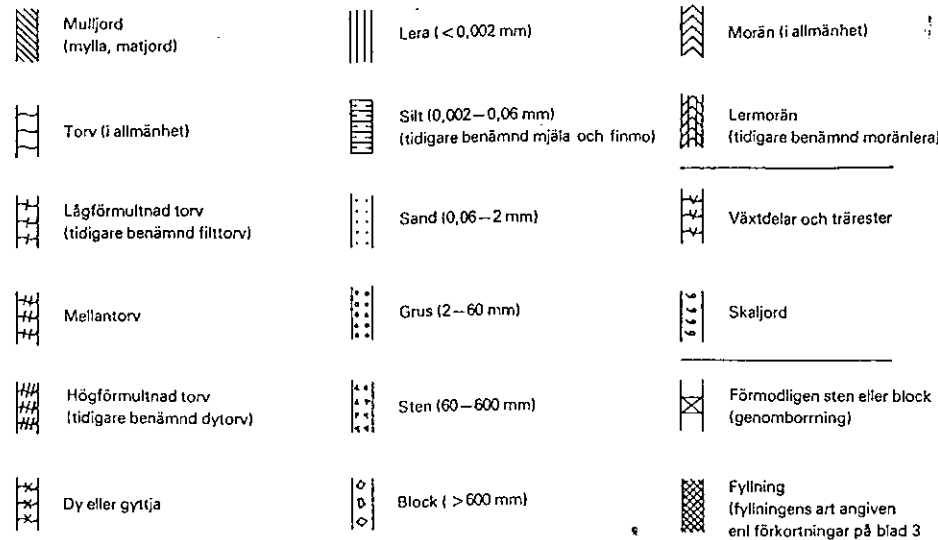 Mulljord
(mylla, matjord)
Torv (i allmänhet)
Lågförmultnad torv
(tidigare benämnd filttorv)
Mellantorv
Högförmultnad torv
(tidigare benämnd dytorv)
Dy eller gyttja
Lera (<0,002 mm)
Silt (0,002–0,06 mm)
(tidigare benämnd mjäla och finmo)
Sand (0,06–2 mm)
Grus (2–60 mm)
Sten (60–600 mm)
Block (>600 mm)
Morän (i allmänhet)
Lermorän
(tidigare benämnd moränlera)
Växtdelar och trärester
Skaljord
Förmodligen sten eller block
(genomborrning)
Fyllning
(fyllningens art angiven
enl förkortningar på blad 3